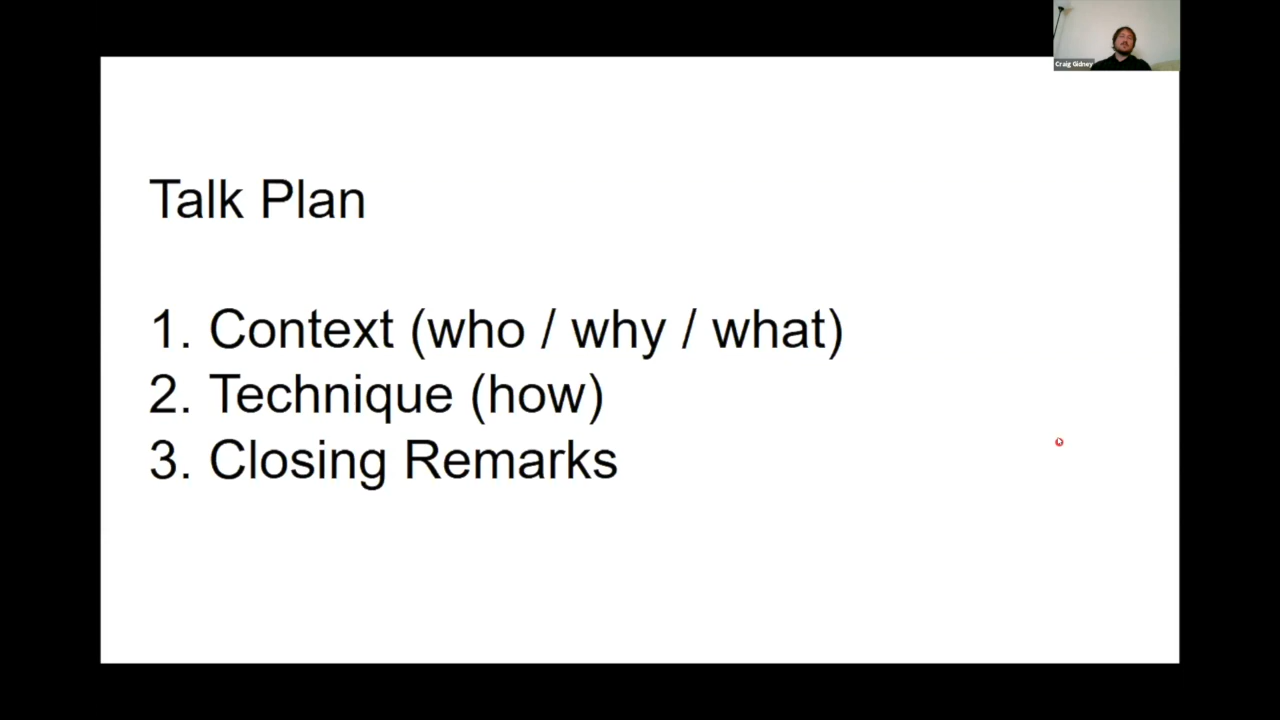 Craig Gidney
Talk Plan
1. Context (who / why / what)
2. Technique (how)
3. Closing Remarks